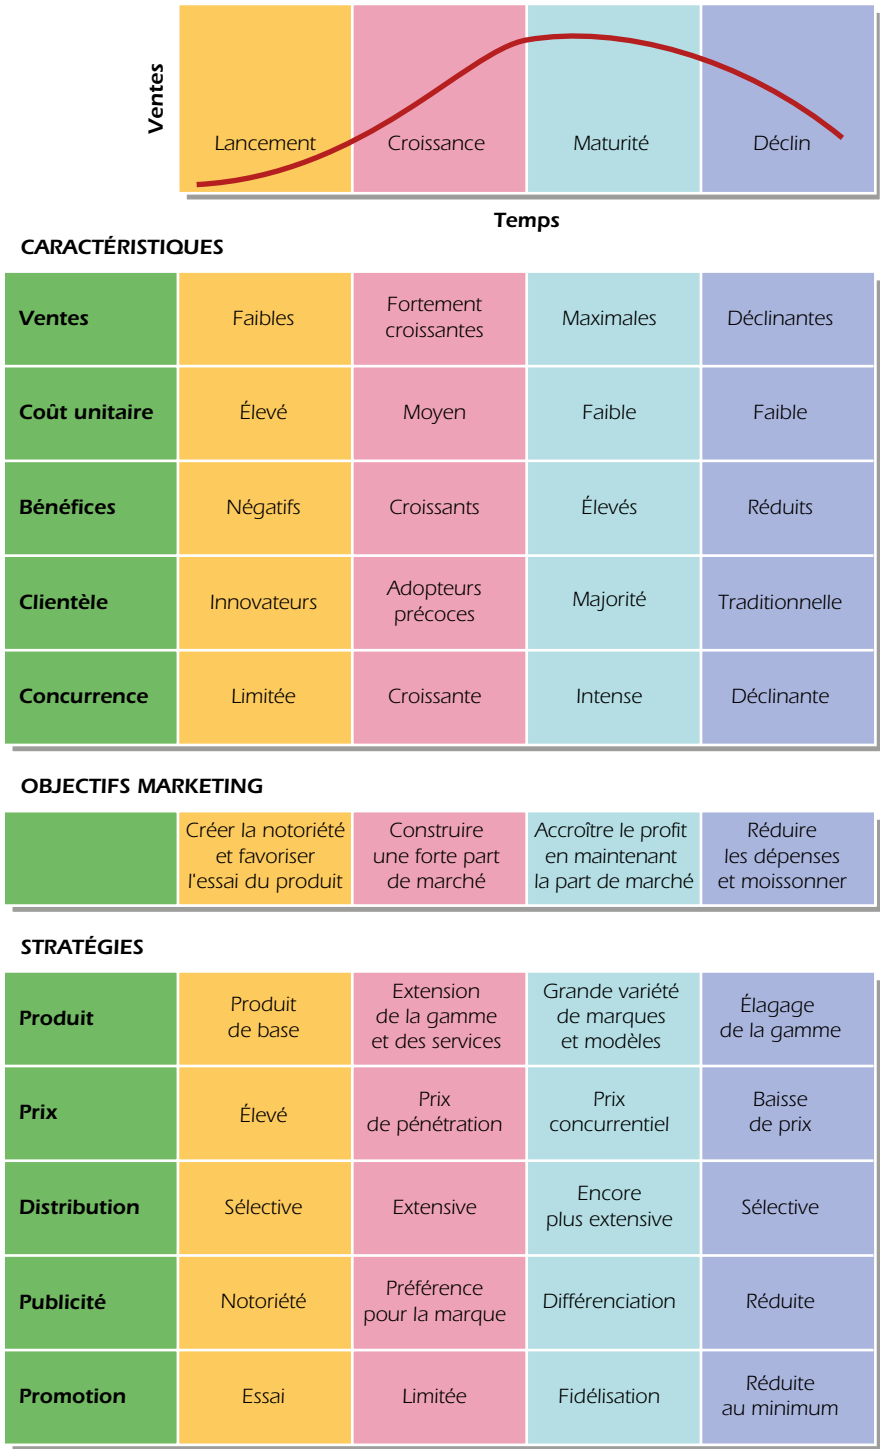 Ventes
Lancement
Croissance
Maturité
Déclin
Temps
CARACTÉRISTIQUES
Ventes
Faibles
Fortement
croissantes
Maximales
Déclinantes
Coût unitaire
Élevé
Moyen
Faible
Faible
Bénéfices
Négatifs
Croissants
Élevés
Réduits
Clientèle
Innovateurs
Adopteurs
précoces
Majorité
Traditionnelle
Concurrence
Limitée
Croissante
Intense
Déclinante
OBJECTIFS MARKETING
Créer la notoriété
et favoriser
l'essai du produit
Construire
une forte part
de marché
Accroître le profit
en maintenant
la part de marché
Réduire
les dépenses
et moissonner
STRATÉGIES
Produit
Produit
de base
Extension
de la gamme
et des services
Grande variété
de marques
et modèles
Élagage
de la gamme
Prix
Élevé
Prix
de pénétration
Prix
concurrentiel
Baisse
de prix
Distribution
Sélective
Extensive
Encore
plus extensive
Sélective
Publicité
Notoriété
Préférence
pour la marque
Différenciation
Réduite
Promotion
Essai
Limitée
Fidélisation
Réduite
au minimum